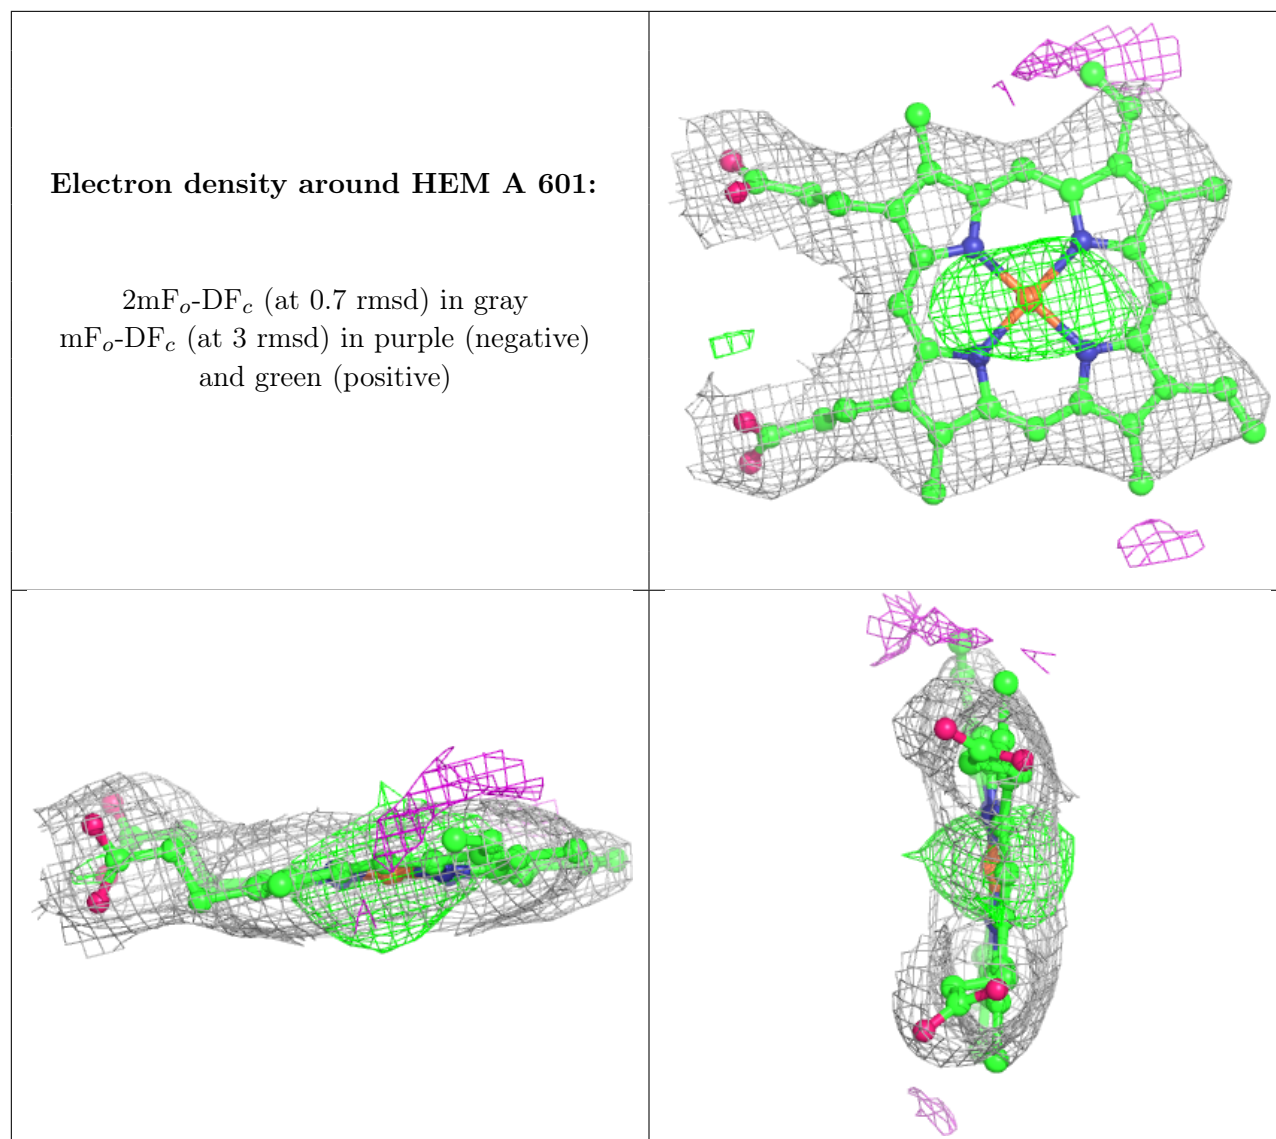 Electron density around HEM A 601:
2mFo-DFc (at 0.7 rmsd) in gray
mFo-DFc (at 3 rmsd) in purple (negative)
and green (positive)